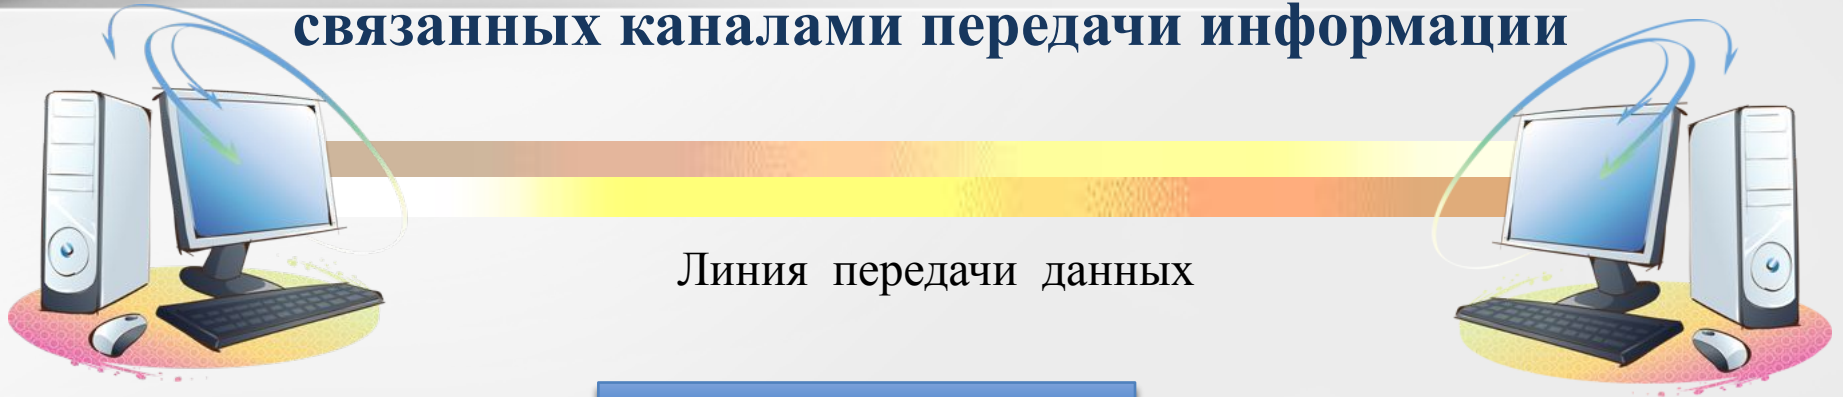 связанных каналами передачи информации
Линия передачи данных